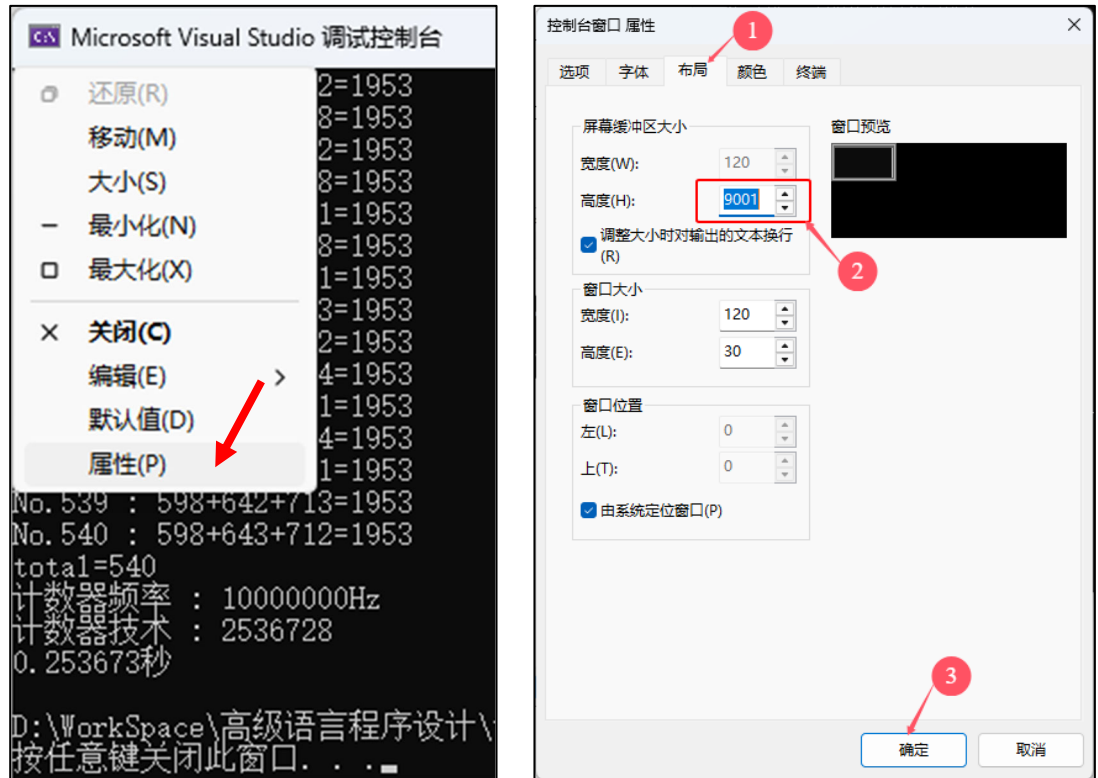 Microsoft Visual Studio 调试控制台
还原(R)
移动(M)
大小(S)
最小化(N)
最大化(X)
关闭(C)
编辑(E)
默认值(D)
属性(P)
2=1953
8=1953
2=1953
8=1953
1=1953
8=1953
1=1953
3=1953
2=1953
4=1953
1=1953
4=1953
1=1953
No.539 : 598+642+713=1953
No.540 : 598+643+712=1953
total=540
计数器频率 : 10000000Hz
计数器技术 : 2536728
0.253673秒
D:\WorkSpace\高级语言程序设计\
按任意键关闭此窗口. . .
控制台窗口 属性
1
选项 字体 布局 颜色 终端
屏幕缓冲区大小
宽度(W): 120
高度(H): 9001
调整大小时对输出的文本换行
(R)
窗口预览
2
窗口大小
宽度(I): 120
高度(E): 30
窗口位置
左(L): 0
上(T): 0
由系统定位窗口(P)
3
确定 取消